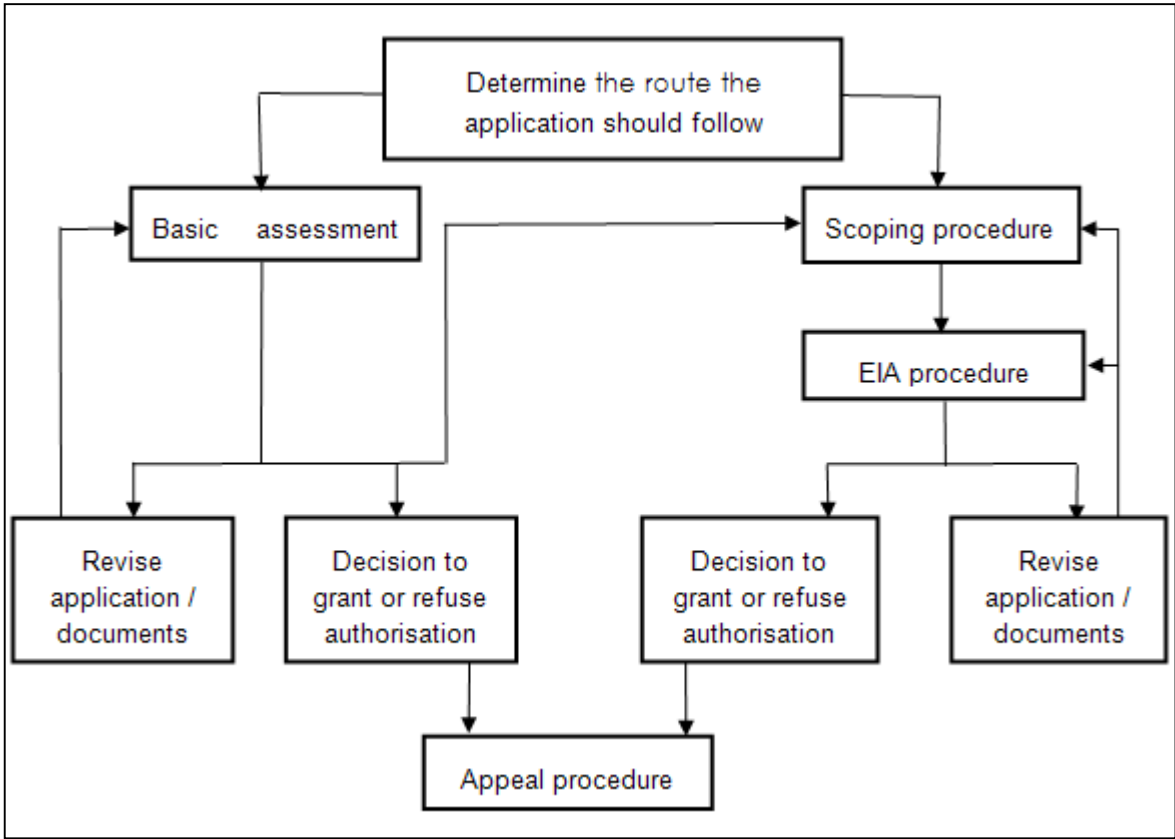 Determine the route the
application should follow
Basic assessment
Scoping procedure
EIA procedure
Revise
application /
documents
Decision to
grant or refuse
authorisation
Decision to
grant or refuse
authorisation
Revise
application /
documents
Appeal procedure